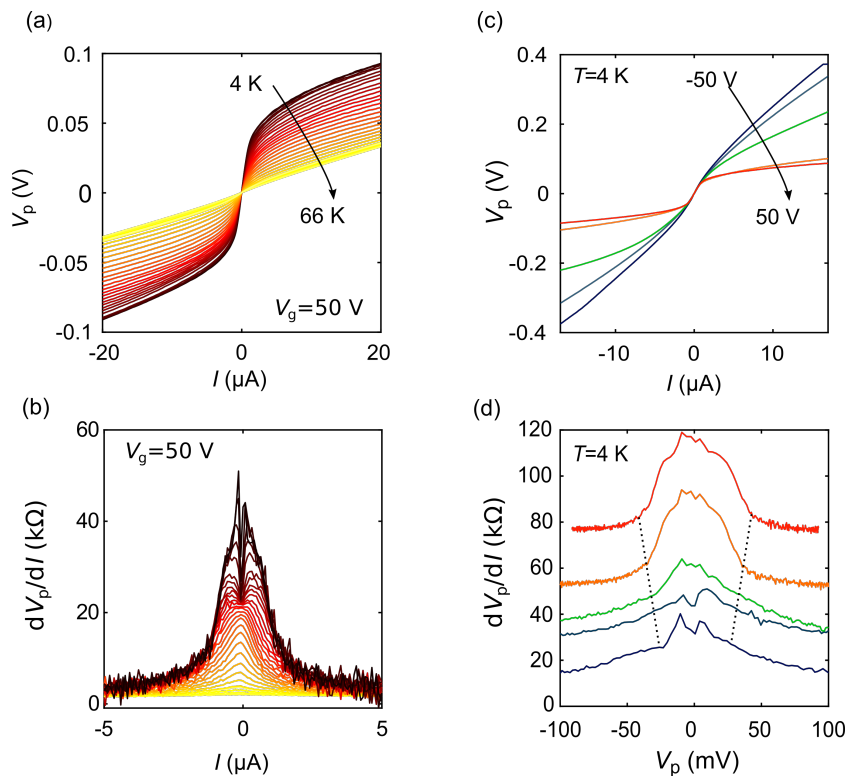 (a)
0.1
0.05
0
-0.05
-0.1
V_p (V)
4 K
66 K
V_g=50 V
-20
0
20
I (μA)
(c)
0.4
0.2
0
-0.2
-0.4
V_p (V)
T=4 K
-50 V
50 V
-10
0
10
I (μA)
(b)
60
40
20
0
dV_p/dI (kΩ)
V_g=50 V
-5
0
5
I (μA)
(d)
120
100
80
60
40
20
0
dV_p/dI (kΩ)
T=4 K
-100
-50
0
50
100
V_p (mV)